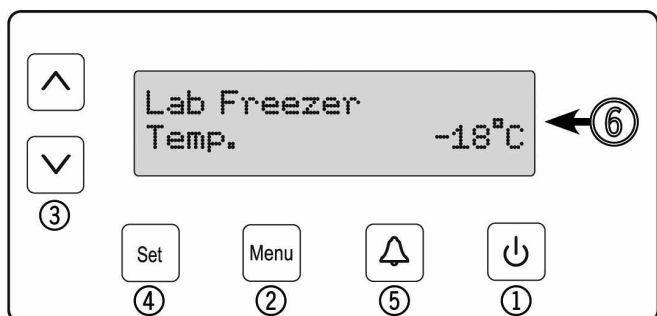 Lab Freezer
Temp. -18°C
⑥
③
Set
Menu
④
②
⑤
①